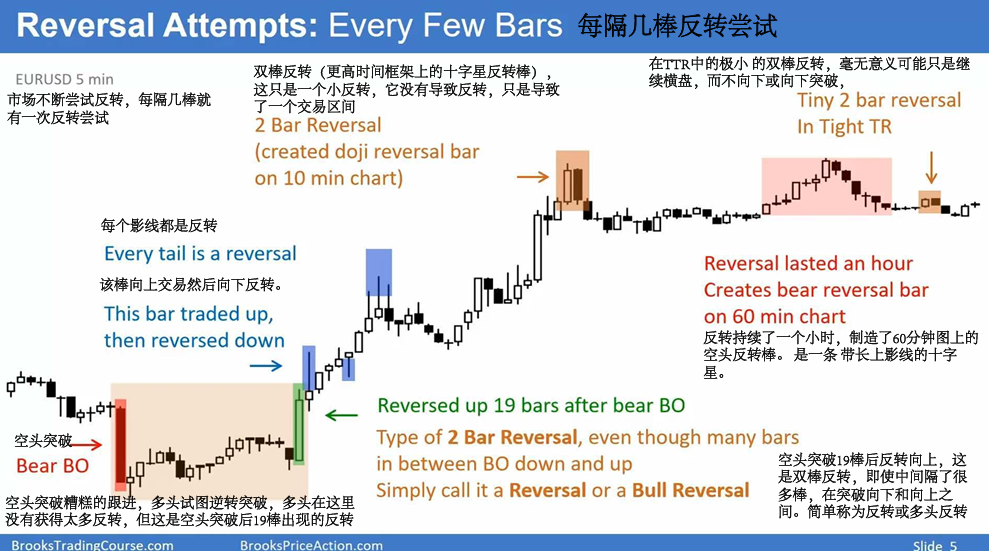 Reversal Attempts: Every Few Bars 每隔几棒反转尝试
EURUSD 5 min
市场不断尝试反转，每隔几棒就
有一次反转尝试
双棒反转（更高时间框架上的十字星反转棒），
这只是一个小反转，它没有导致反转，只是导致
了一个交易区间
2 Bar Reversal
(created doji reversal bar
on 10 min chart)
在TTR中的极小 的双棒反转，毫无意义可能只是继
续横盘，而不向下或向下突破，
Tiny 2 bar reversal
In Tight TR
每个影线都是反转
Every tail is a reversal
该棒向上交易然后向下反转。
This bar traded up,
then reversed down
Reversal lasted an hour
Creates bear reversal bar
on 60 min chart
反转持续了一个小时，制造了60分钟图上的
空头反转棒。 是一条 带长上影线的十字
星。
空头突破
Bear BO
Reversed up 19 bars after bear BO
Type of 2 Bar Reversal, even though many bars
in between BO down and up
Simply call it a Reversal or a Bull Reversal
空头突破19棒后反转向上，这
是双棒反转，即使中间隔了很
多棒，在突破向下和向上之
间。简单称为反转或多头反转
空头突破糟糕的跟进，多头试图逆转突破，多头在这里
没有获得太多反转，但这是空头突破后19棒出现的反转
BrooksTradingCourse.com
BrooksPriceAction.com
Slide 5